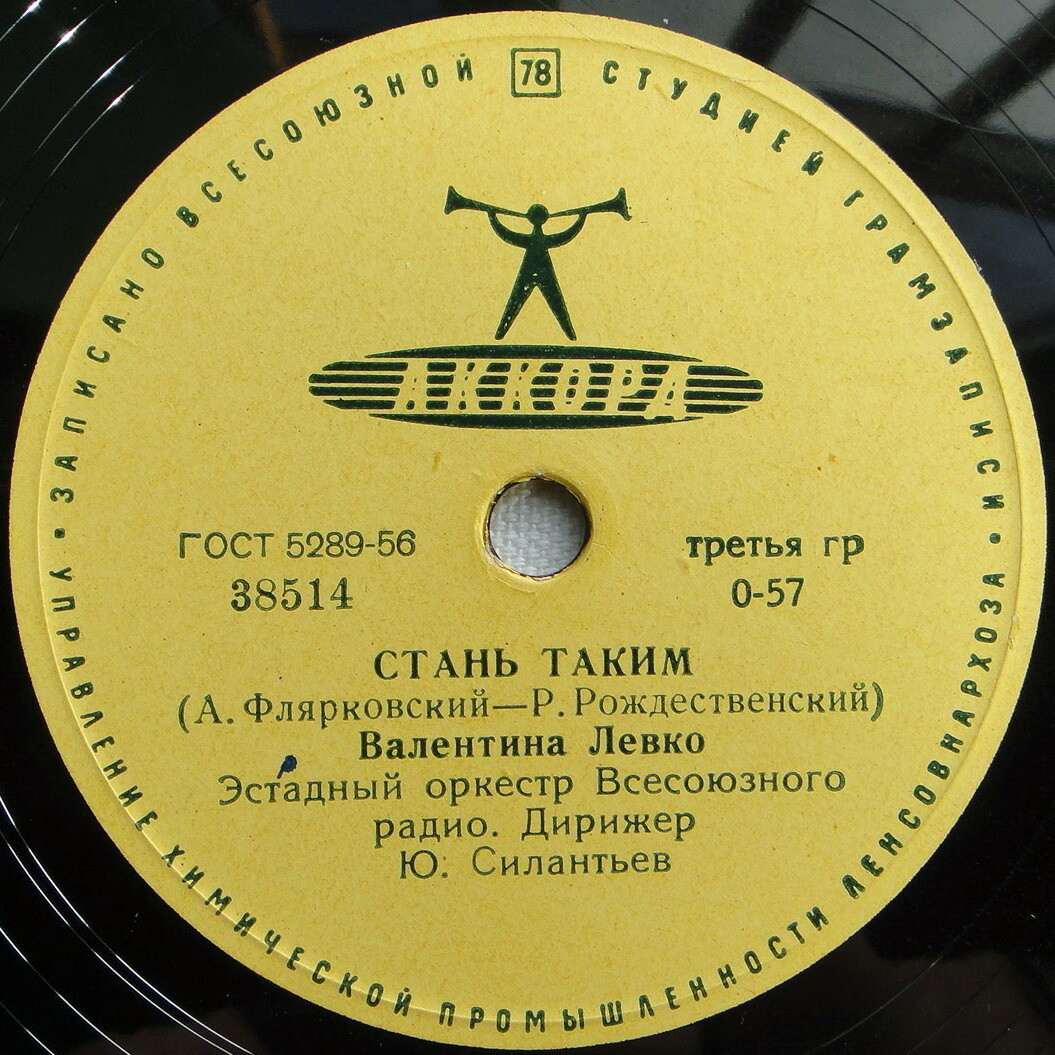 ЗАПИСАНО ВСЕСОЮЗНОЙ 78 СТУДИЕЙ ГРАМЗАПИСИ
АККОРД
ГОСТ 5289-56
38514
третья гр
0-57
СТАНЬ ТАКИМ
(А. Флярковский—Р. Рождественский)
Валентина Левко
Эстадный оркестр Всесоюзного
радио. Дирижер
Ю. Силантьев
УПРАВЛЕНИЕ ХИМИЧЕСКОЙ ПРОМЫШЛЕННОСТИ ЛЕНСОВНАРХОЗА